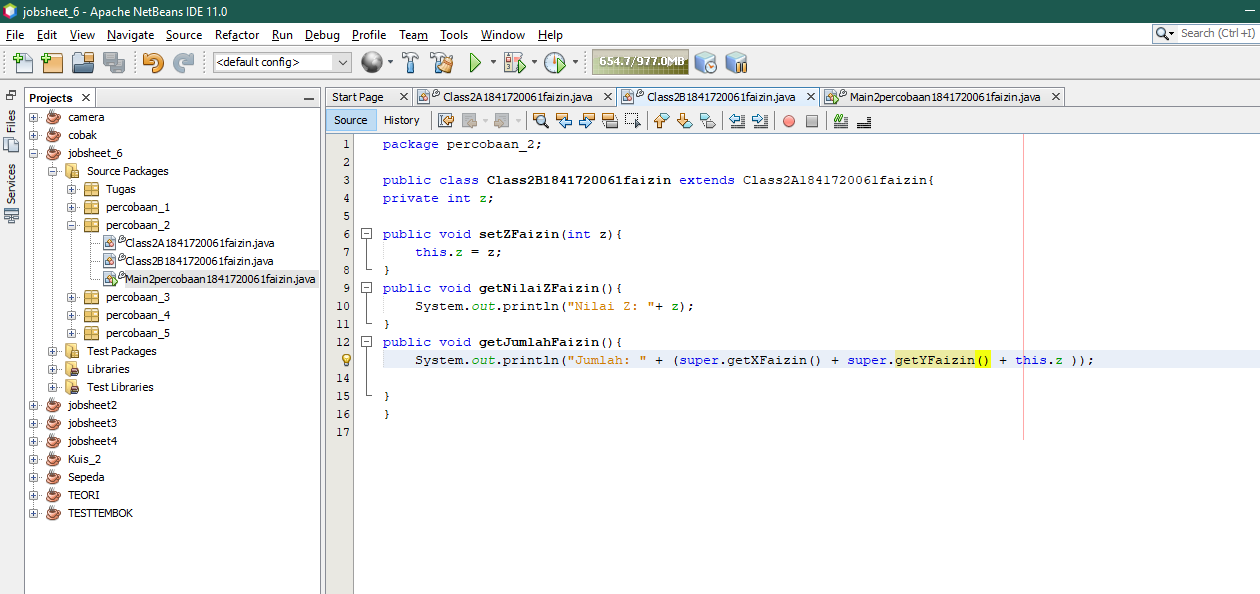 jobsheet_6 - Apache NetBeans IDE 11.0
File Edit View Navigate Source Refactor Run Debug Profile Team Tools Window Help
Search (Ctrl+I)
<default config> 654.7/977.0MB
Files
Services
Projects
camera
cobak
jobsheet_6
Source Packages
Tugas
percobaan_1
percobaan_2
Class2A1841720061faizin.java
Class2B1841720061faizin.java
Main2percobaan1841720061faizin.java
percobaan_3
percobaan_4
percobaan_5
Test Packages
Libraries
Test Libraries
jobsheet2
jobsheet3
jobsheet4
Kuis_2
Sepeda
TEORI
TESTTEMBOK
Start Page Class2A1841720061faizin.java Class2B1841720061faizin.java Main2percobaan1841720061faizin.java
Source History
1 package percobaan_2;
2
3 public class Class2B1841720061faizin extends Class2A1841720061faizin{
4 private int z;
5
6 public void setZFaizin(int z){
7 this.z = z;
8 }
9 public void getNilaiZFaizin(){
10 System.out.println("Nilai Z: "+ z);
11 }
12 public void getJumlahFaizin(){
System.out.println("Jumlah: " + (super.getXFaizin() + super.getYFaizin() + this.z ));
14
15 }
16 }
17